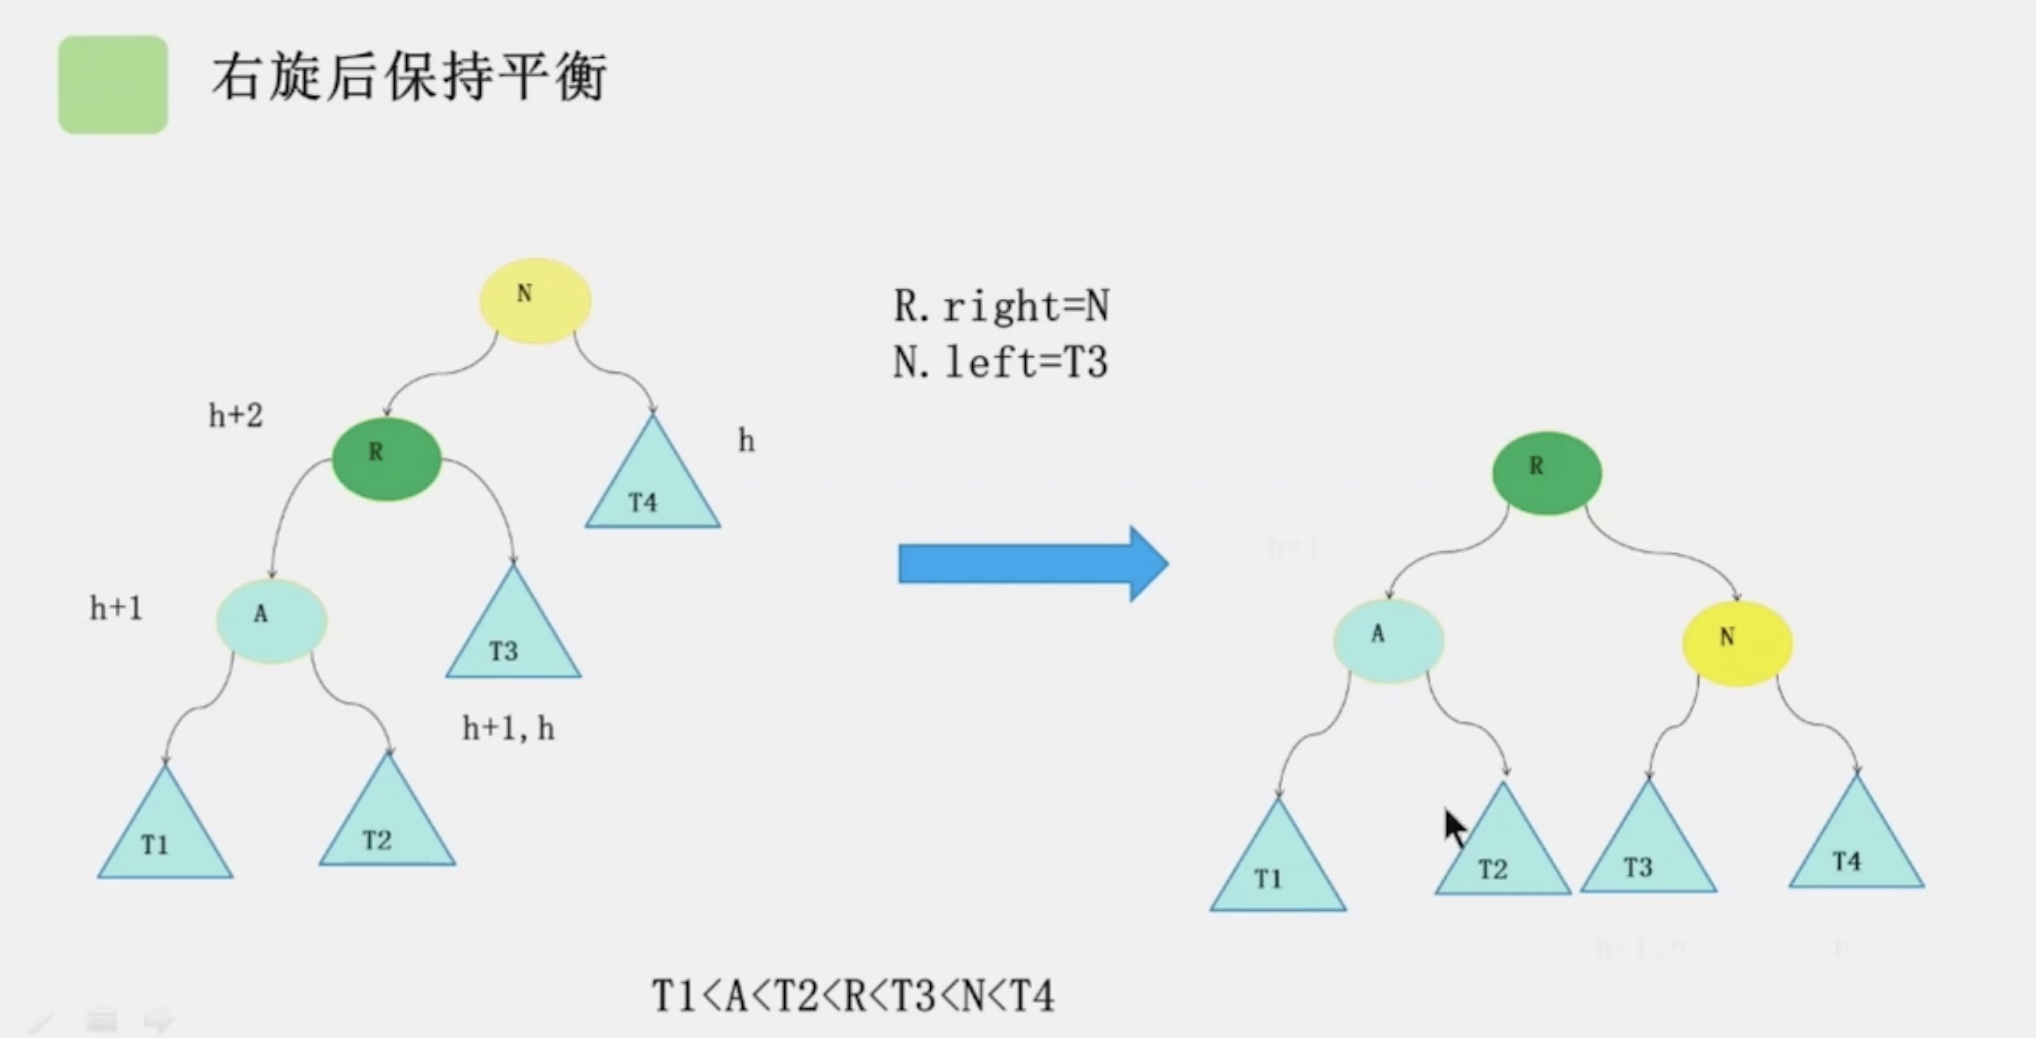 右旋后保持平衡
N
R.right=N
N.left=T3
h+2
R
h
T4
R
h+1
A
T3
A
N
h+1,h
T1
T2
T1
T2
T3
T4
T1<A<T2<R<T3<N<T4